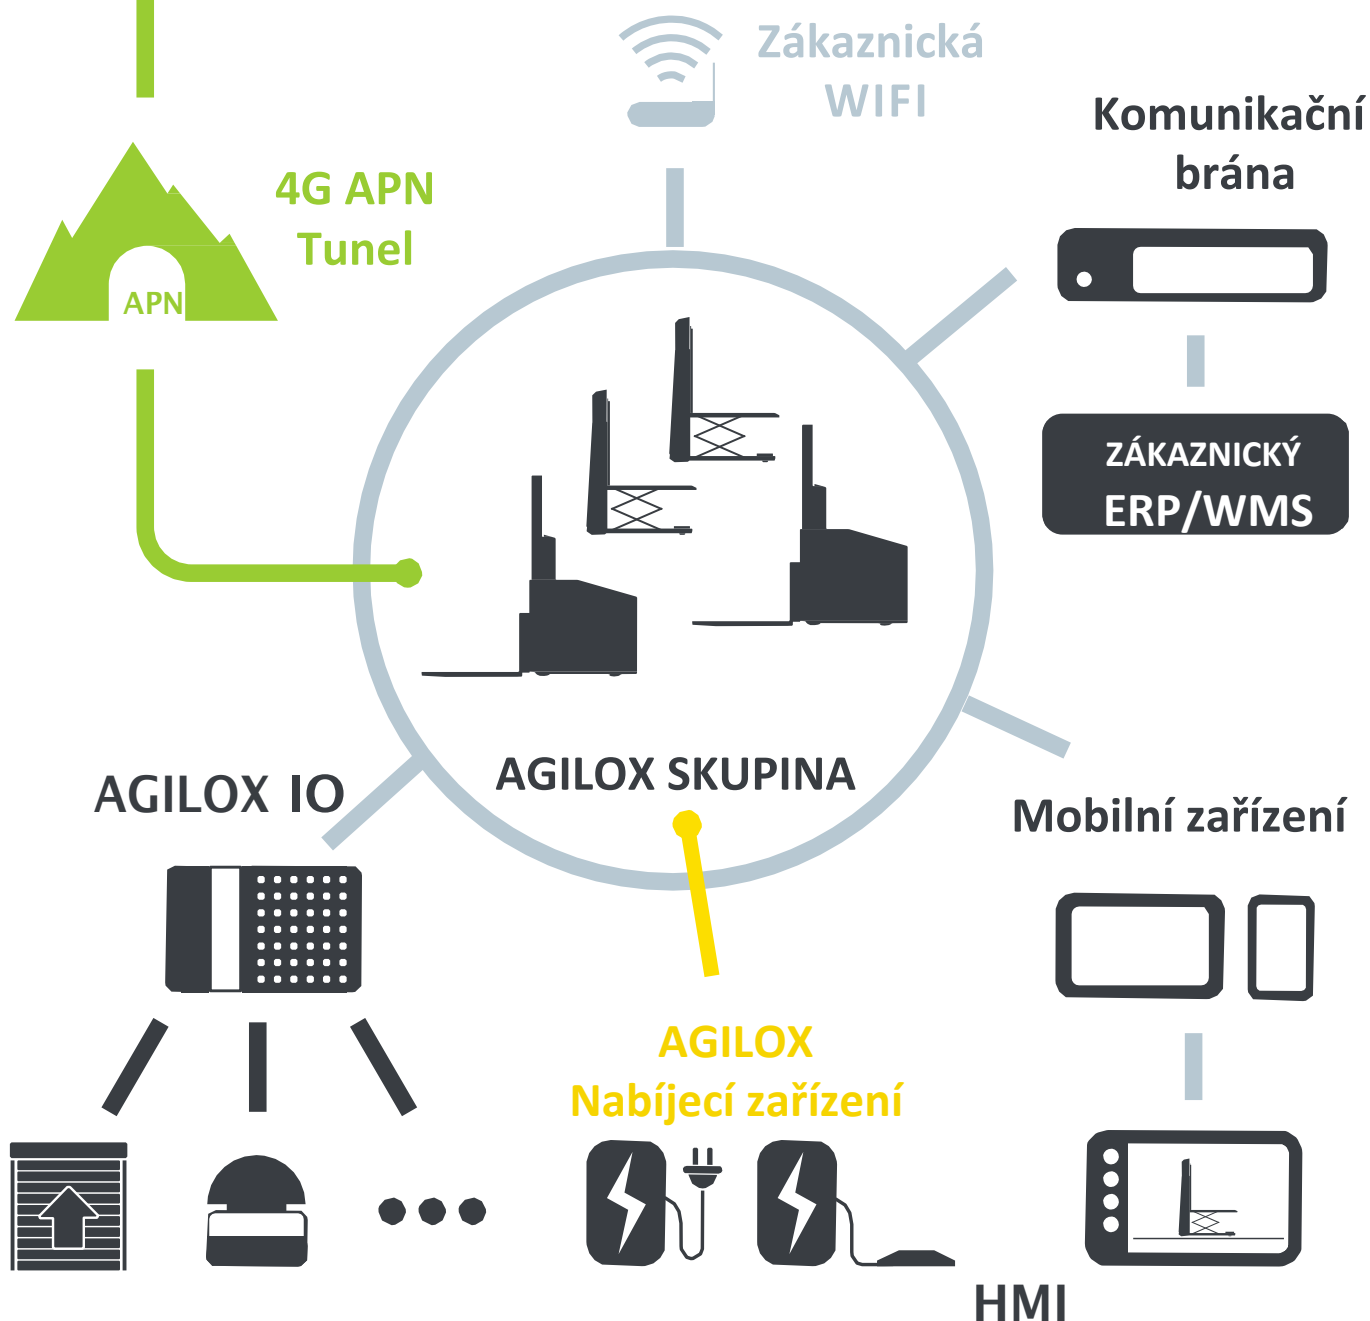 Zákaznická
WIFI
Komunikační
brána
4G APN
Tunel
APN
ZÁKAZNICKÝ
ERP/WMS
AGILOX SKUPINA
AGILOX IO
Mobilní zařízení
AGILOX
Nabíjecí zařízení
HMI